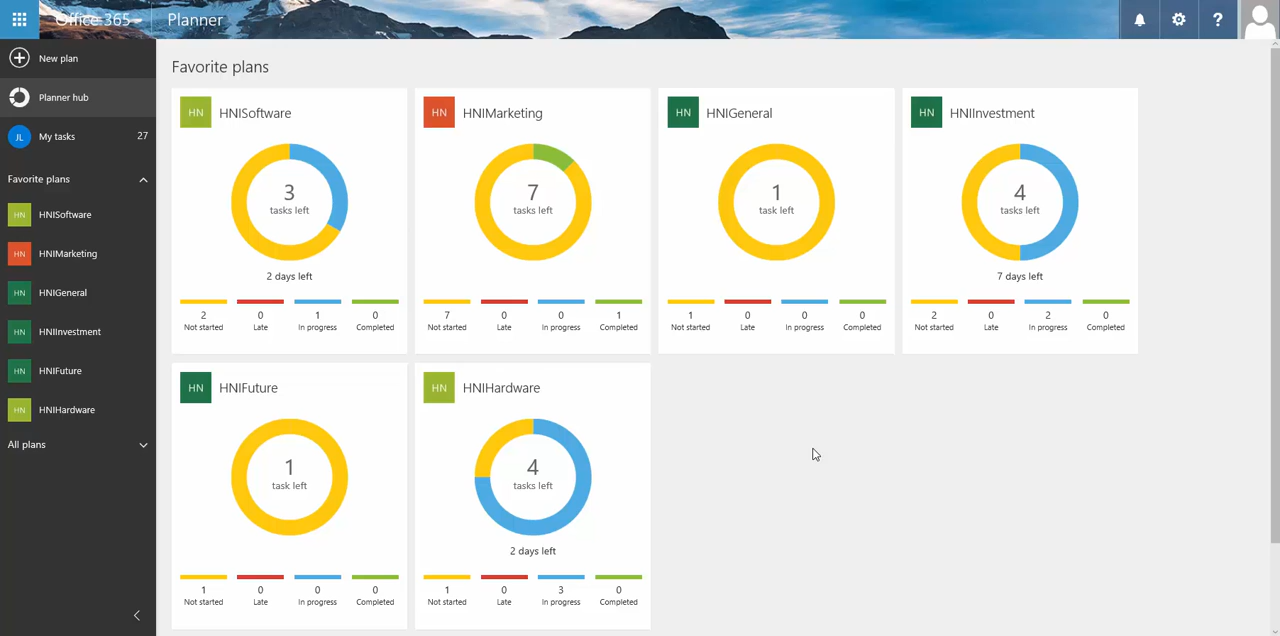 Office 365
Planner
New plan
Planner hub
JL
My tasks
27
Favorite plans
HN
HNISoftware
HN
HNIMarketing
HN
HNIGeneral
HN
HNIInvestment
HN
HNIFuture
HN
HNIHardware
All plans
Favorite plans
HN
HNISoftware
3
tasks left
2 days left
2
0
1
0
Not started
Late
In progress
Completed
HN
HNIMarketing
7
tasks left
7
0
0
1
Not started
Late
In progress
Completed
HN
HNIGeneral
1
task left
1
0
0
0
Not started
Late
In progress
Completed
HN
HNIInvestment
4
tasks left
7 days left
2
0
2
0
Not started
Late
In progress
Completed
HN
HNIFuture
1
task left
1
0
0
0
Not started
Late
In progress
Completed
HN
HNIHardware
4
tasks left
2 days left
1
0
3
0
Not started
Late
In progress
Completed